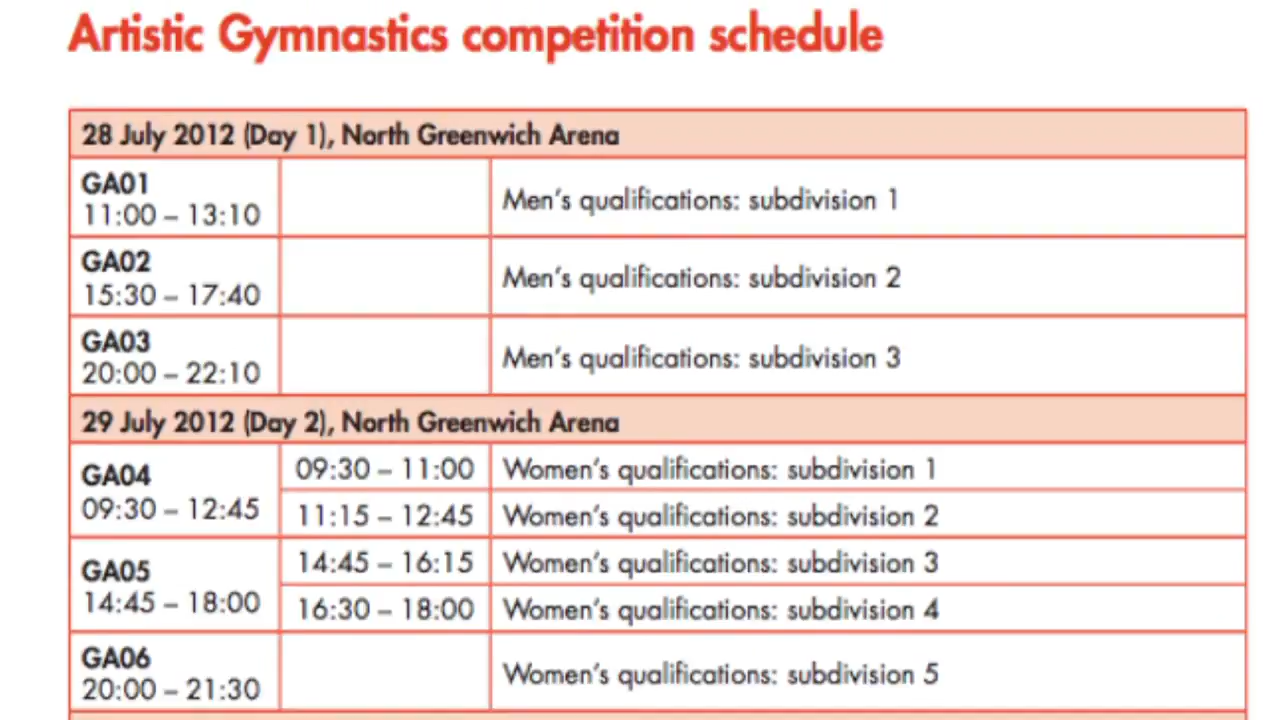 Artistic Gymnastics competition schedule
28 July 2012 (Day 1), North Greenwich Arena
GA01
11:00 – 13:10
Men's qualifications: subdivision 1
GA02
15:30 – 17:40
Men's qualifications: subdivision 2
GA03
20:00 – 22:10
Men's qualifications: subdivision 3
29 July 2012 (Day 2), North Greenwich Arena
GA04
09:30 – 12:45
09:30 – 11:00 Women's qualifications: subdivision 1
11:15 – 12:45 Women's qualifications: subdivision 2
GA05
14:45 – 18:00
14:45 – 16:15 Women's qualifications: subdivision 3
16:30 – 18:00 Women's qualifications: subdivision 4
GA06
20:00 – 21:30
Women's qualifications: subdivision 5